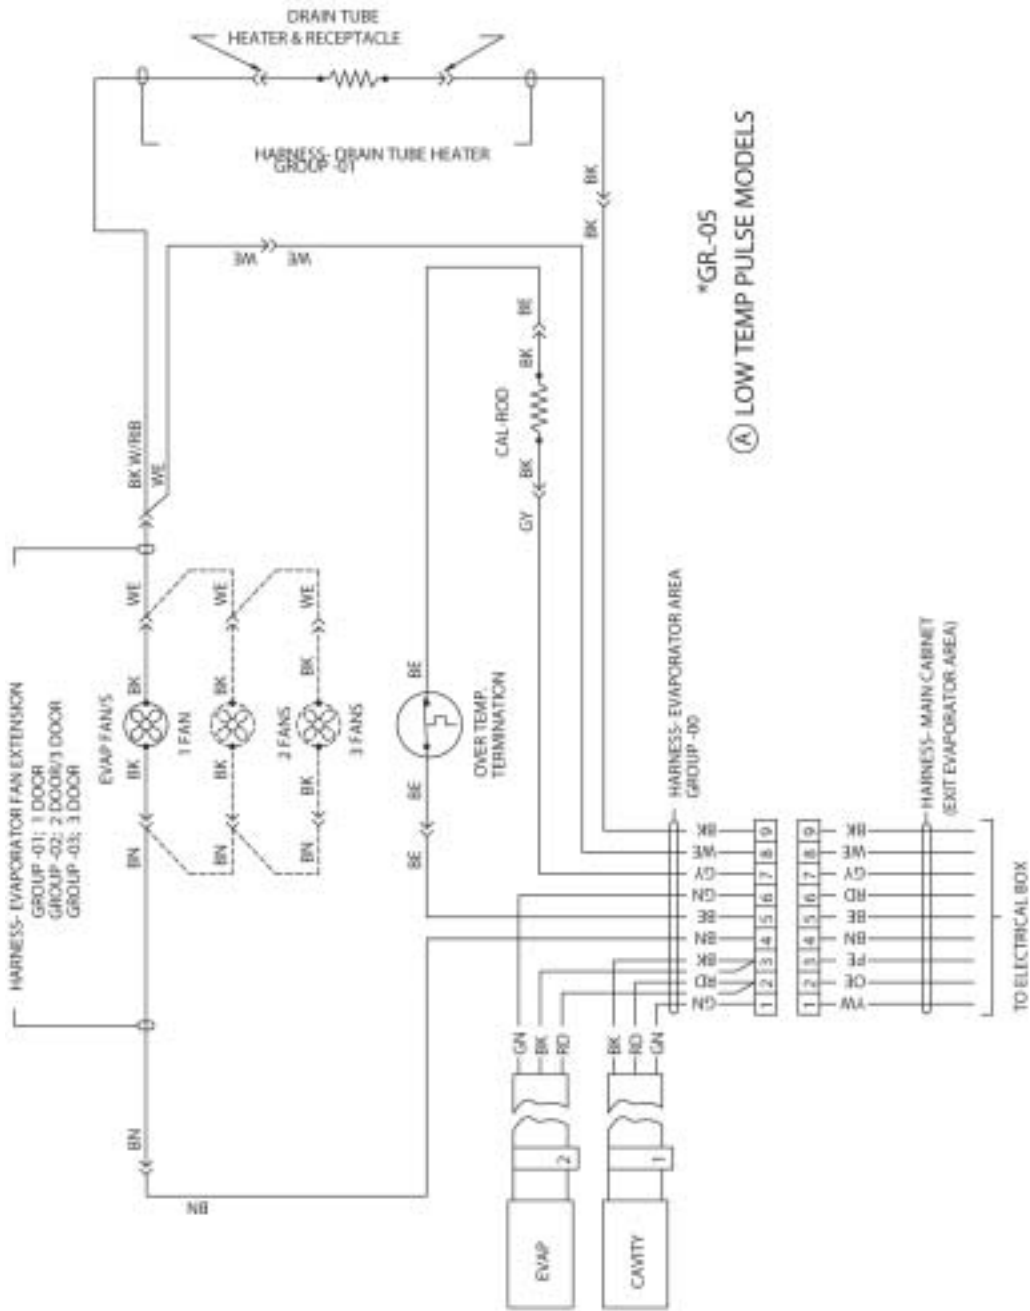 DRAIN TUBE
HEATER & RECEPTACLE
HARNESS- DRAIN TUBE HEATER
GROUP -01
BK
BK
WE
WE
*GR.-05
A LOW TEMP PULSE MODELS
BK W/RIB
WE
BE
BK
CAL-ROD
BK
GY
HARNESS- EVAPORATOR FAN EXTENSION
GROUP -01; 1 DOOR
GROUP -02; 2 DOOR/3 DOOR
GROUP -03; 3 DOOR
WE
WE
WE
BK
BK
BK
EVAP FAN/S
1 FAN
2 FANS
3 FANS
BK
BK
BK
BN
BN
BN
BE
OVER TEMP.
TERMINATION
BE
BE
BN
BN
HARNESS- EVAPORATOR AREA
GROUP -00
BK
WE
GY
GN
BE
BN
BK
RD
GN
9
8
7
6
5
4
3
2
1
9
8
7
6
5
4
3
2
1
BK
WE
GY
RD
BE
BN
PE
OE
YW
HARNESS- MAIN CABINET
(EXIT EVAPORATOR AREA)
TO ELECTRICAL BOX
GN
BK
RD
BK
RD
GN
2
1
EVAP
CAVITY